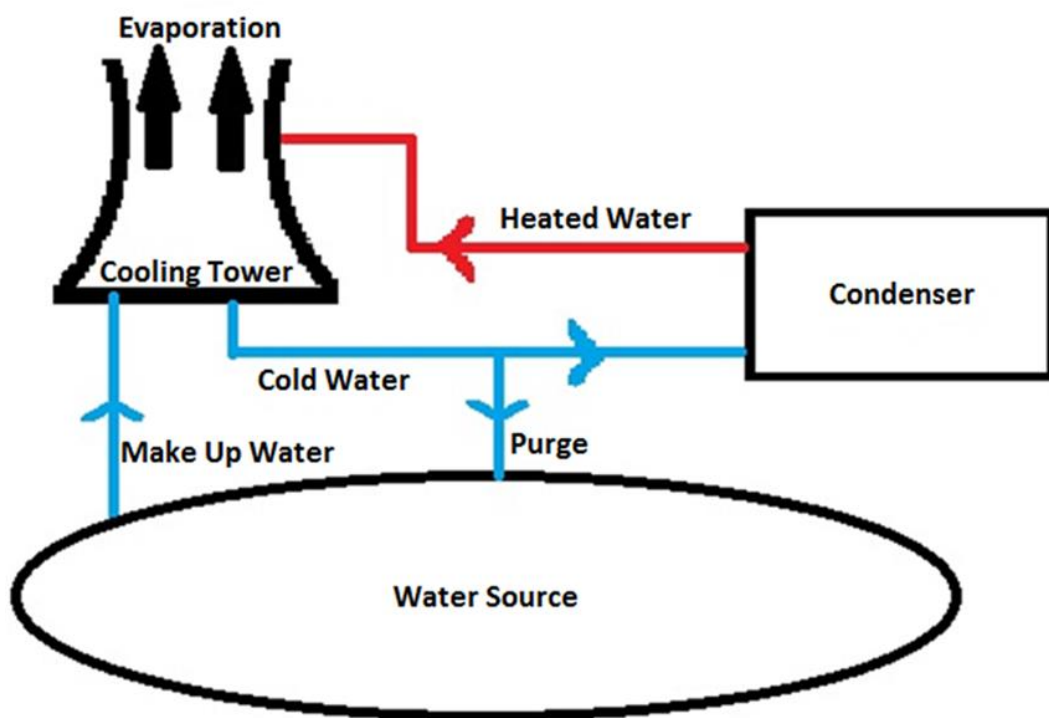 Evaporation
Heated Water
Cooling Tower
Condenser
Cold Water
Make Up Water
Purge
Water Source